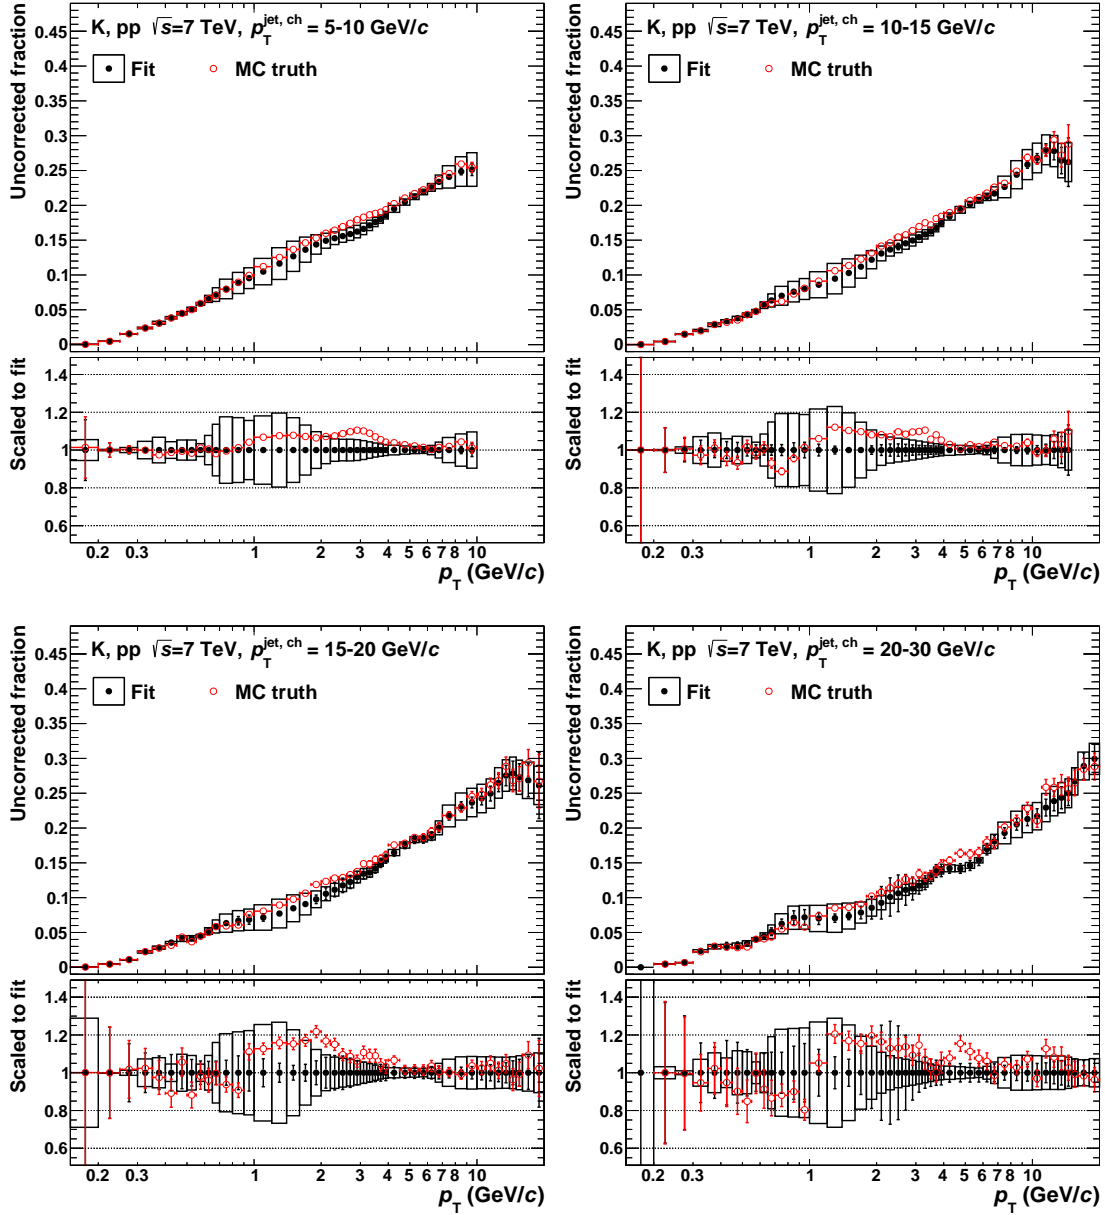 K, pp √s=7 TeV, p_T^jet, ch = 5-10 GeV/c
Fit
MC truth
Uncorrected fraction
0.45
0.4
0.35
0.3
0.25
0.2
0.15
0.1
0.05
0
Scaled to fit
1.4
1.2
1
0.8
0.6
0.2 0.3 1 2 3 4 5 6 7 8 10
p_T (GeV/c)
K, pp √s=7 TeV, p_T^jet, ch = 10-15 GeV/c
Fit
MC truth
Uncorrected fraction
0.45
0.4
0.35
0.3
0.25
0.2
0.15
0.1
0.05
0
Scaled to fit
1.4
1.2
1
0.8
0.6
0.2 0.3 1 2 3 4 5 6 7 8 10
p_T (GeV/c)
K, pp √s=7 TeV, p_T^jet, ch = 15-20 GeV/c
Fit
MC truth
Uncorrected fraction
0.45
0.4
0.35
0.3
0.25
0.2
0.15
0.1
0.05
0
Scaled to fit
1.4
1.2
1
0.8
0.6
0.2 0.3 1 2 3 4 5 6 7 8 10
p_T (GeV/c)
K, pp √s=7 TeV, p_T^jet, ch = 20-30 GeV/c
Fit
MC truth
Uncorrected fraction
0.45
0.4
0.35
0.3
0.25
0.2
0.15
0.1
0.05
0
Scaled to fit
1.4
1.2
1
0.8
0.6
0.2 0.3 1 2 3 4 5 6 7 8 10
p_T (GeV/c)